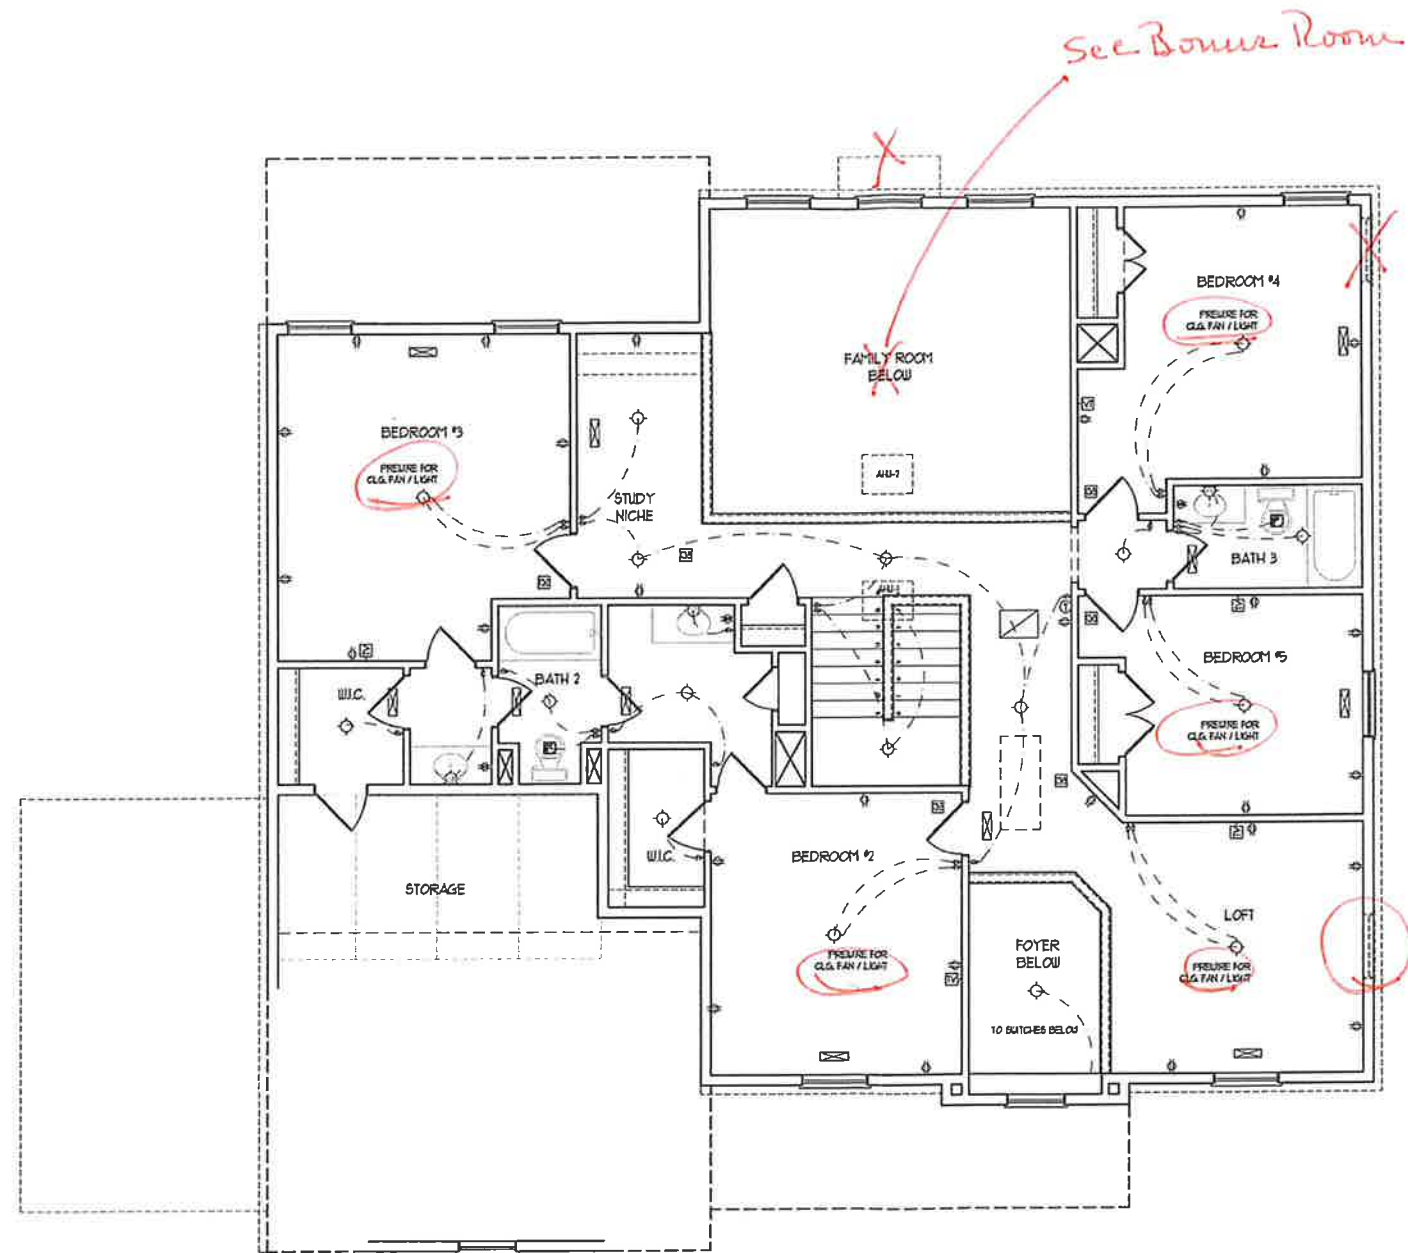 See Bonus Room
BEDROOM #4
PREWIRE FOR
CLG. FAN / LIGHT
FAMILY ROOM
BELOW
BEDROOM #3
PREWIRE FOR
CLG. FAN / LIGHT
AHU-2
STUDY
NICHE
BATH 3
AHU-1
BEDROOM #5
PREWIRE FOR
CLG. FAN / LIGHT
BATH 2
W.I.C.
W.I.C.
BEDROOM #2
PREWIRE FOR
CLG. FAN / LIGHT
STORAGE
LOFT
PREWIRE FOR
CLG. FAN / LIGHT
FOYER
BELOW
TO SWITCHES BELOW